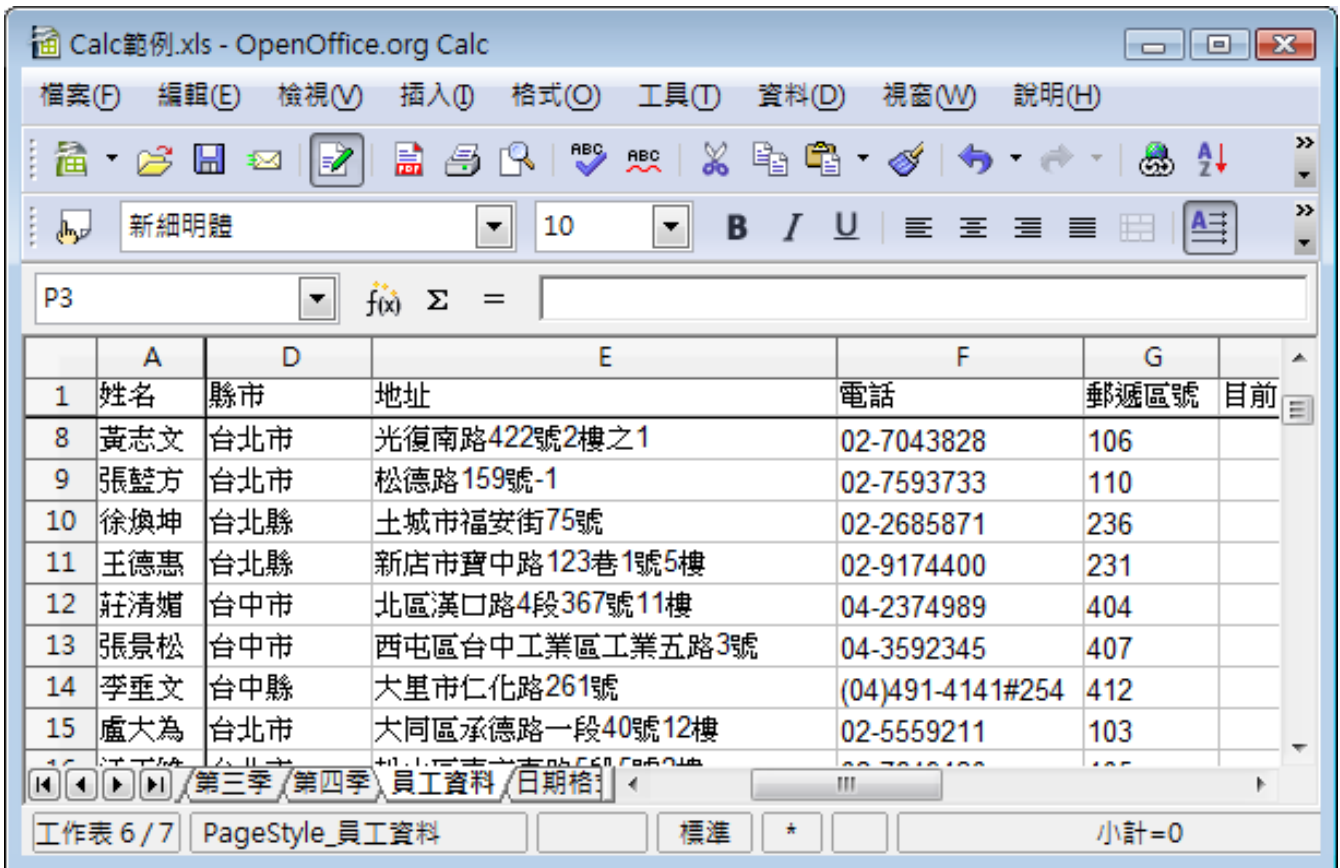 Calc範例.xls - OpenOffice.org Calc
檔案(F) 編輯(E) 檢視(V) 插入(I) 格式(O) 工具(T) 資料(D) 視窗(W) 說明(H)
PDF ABC ABC A Z
新細明體 10 B I U A
P3 f(x) Σ =
A D E F G
1 姓名 縣市 地址 電話 郵遞區號 目前
8 黃志文 台北市 光復南路422號2樓之1 02-7043828 106
9 張懿方 台北市 松德路159號-1 02-7593733 110
10 徐煥坤 台北縣 土城市福安街75號 02-2685871 236
11 王德惠 台北縣 新店市寶中路123巷1號5樓 02-9174400 231
12 莊清媚 台中市 北區漢口路4段367號11樓 04-2374989 404
13 張景松 台中市 西屯區台中工業區工業五路3號 04-3592345 407
14 李垂文 台中縣 大里市仁化路261號 (04)491-4141#254 412
15 盧大為 台北市 大同區承德路一段40號12樓 02-5559211 103
第三季 第四季 員工資料 日期格
工作表 6 / 7 PageStyle_員工資料 標準 * 小計=0